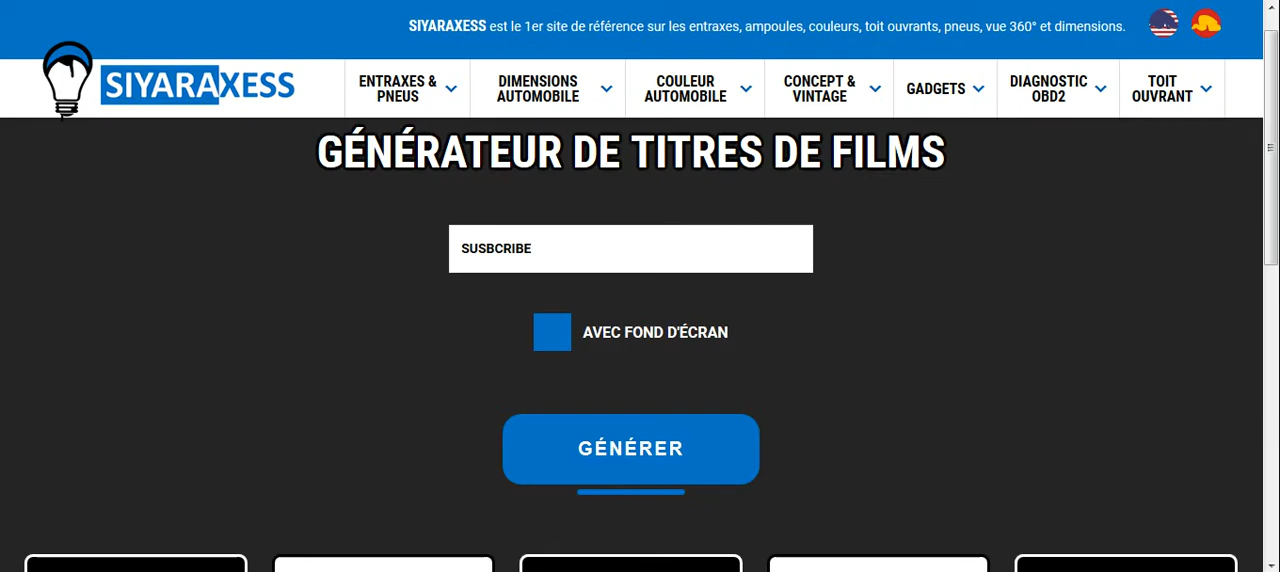 SIYARAXESS est le 1er site de référence sur les entraxes, ampoules, couleurs, toit ouvrants, pneus, vue 360° et dimensions.
SIYARAXESS
ENTRAXES &
PNEUS
DIMENSIONS
AUTOMOBILE
COULEUR
AUTOMOBILE
CONCEPT &
VINTAGE
GADGETS
DIAGNOSTIC
OBD2
TOIT
OUVRANT
GÉNÉRATEUR DE TITRES DE FILMS
SUSBCRIBE
AVEC FOND D'ÉCRAN
GÉNÉRER